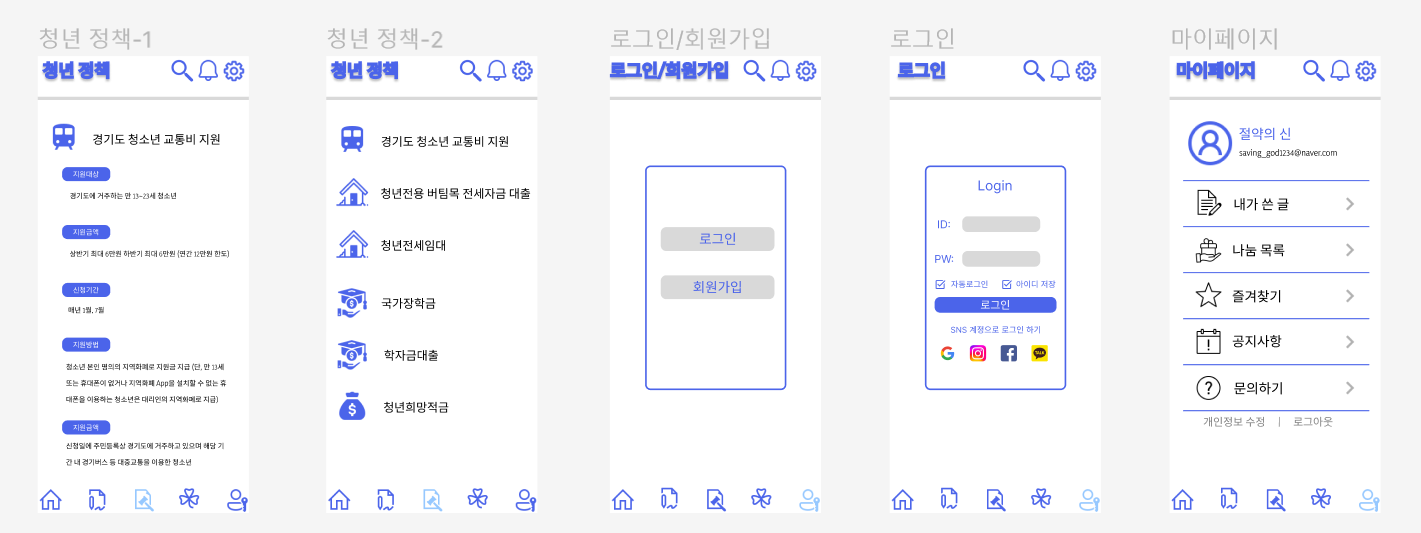 청년 정책-1
청년 정책
경기도 청소년 교통비 지원
지원대상
경기도에 거주하는 만 13~23세 청소년
지원금액
상반기 최대 6만원 하반기 최대 6만원 (연간 12만원 한도)
신청기간
매년 1월, 7월
지원방법
청소년 본인 명의의 지역화폐로 지원금 지급 (단, 만 13세
또는 휴대폰이 없거나 지역화폐 App을 설치할 수 없는 휴
대폰을 이용하는 청소년은 대리인의 지역화폐로 지급)
지원금액
신청일에 주민등록상 경기도에 거주하고 있으며 해당 기
간 내 경기버스 등 대중교통을 이용한 청소년
청년 정책-2
청년 정책
경기도 청소년 교통비 지원
청년전용 버팀목 전세자금 대출
청년전세임대
국가장학금
학자금대출
청년희망적금
로그인/회원가입
로그인/회원가입
로그인
회원가입
로그인
로그인
Login
ID:
PW:
자동로그인 아이디 저장
로그인
SNS 계정으로 로그인 하기
TALK
마이페이지
마이페이지
절약의 신
saving_god1234@naver.com
내가 쓴 글
나눔 목록
즐겨찾기
공지사항
문의하기
개인정보 수정 | 로그아웃